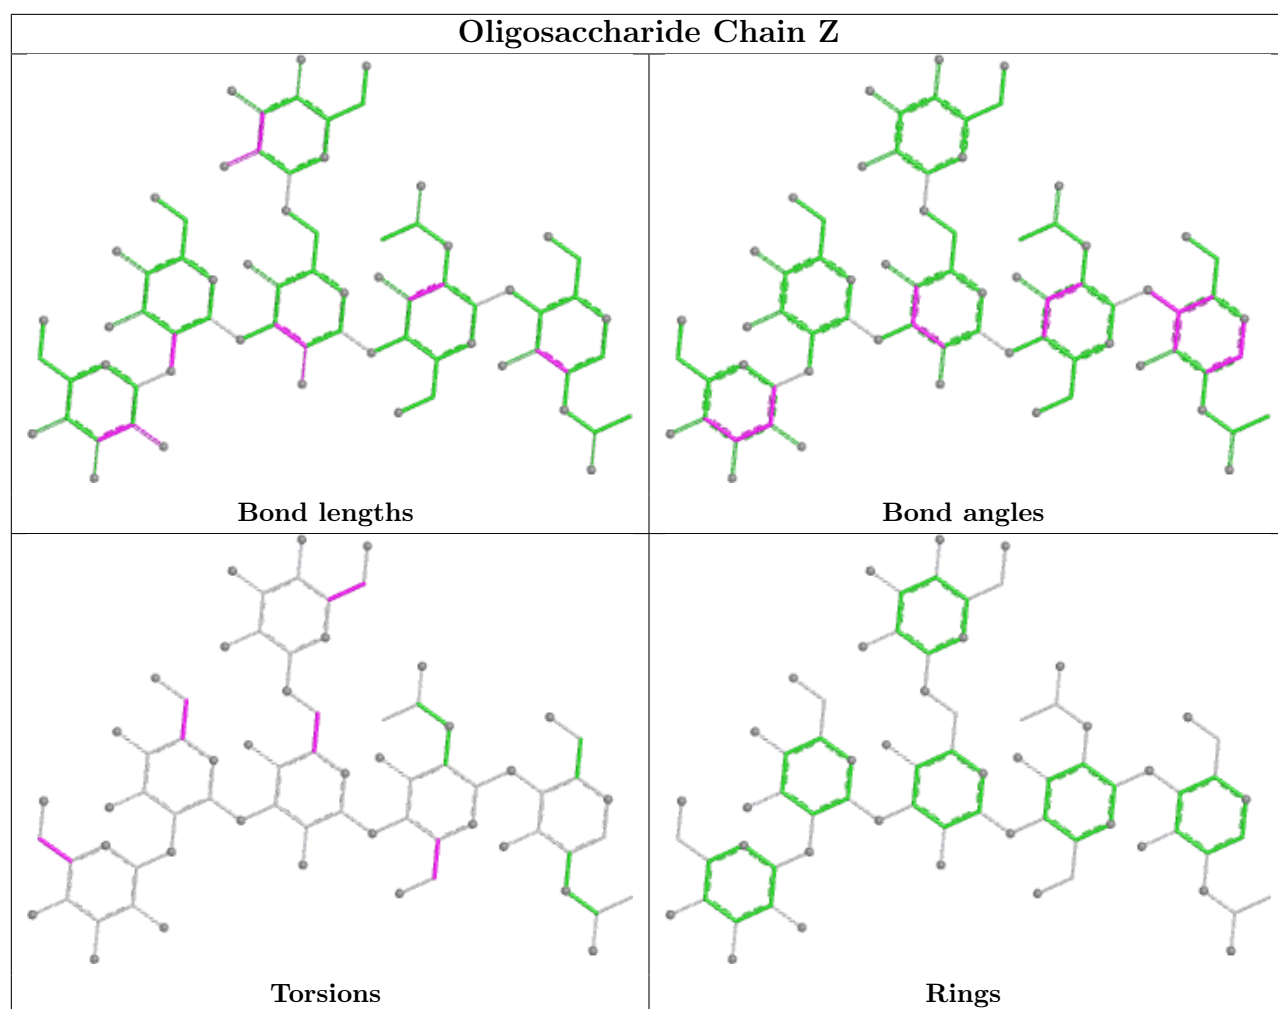 Oligosaccharide Chain Z
Bond lengths
Bond angles
Torsions
Rings